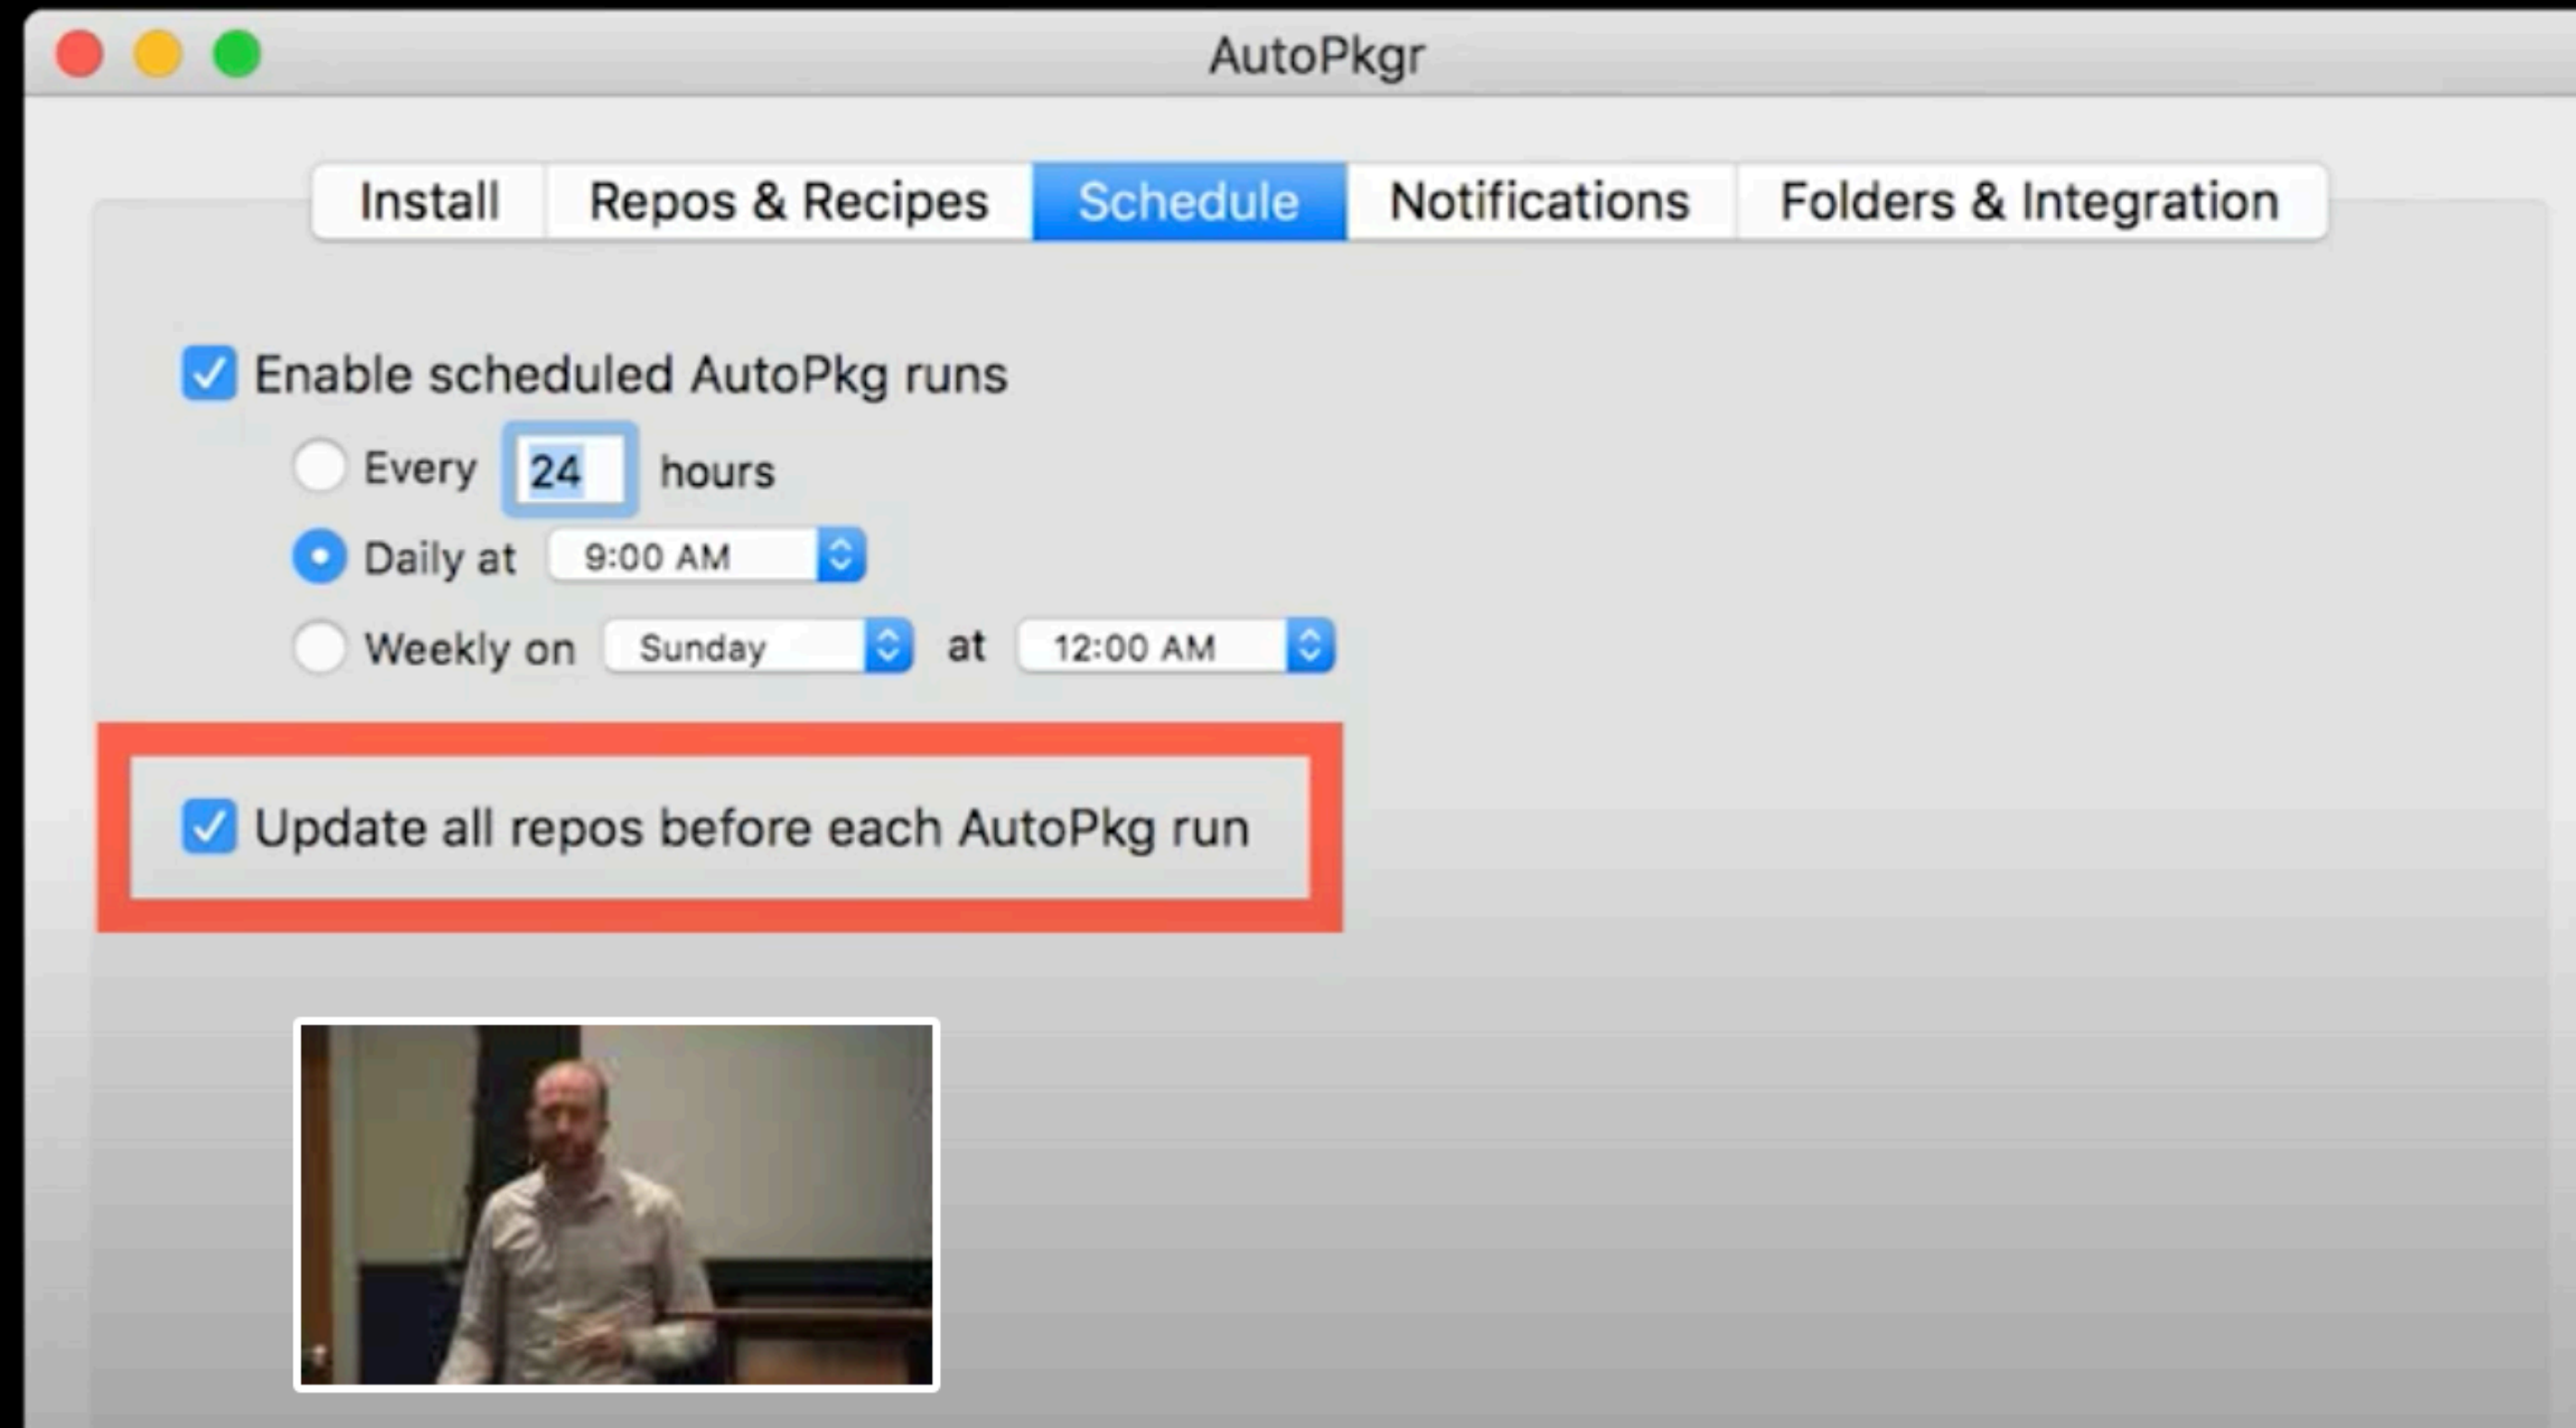 AutoPkgr
Install Repos & Recipes Schedule Notifications Folders & Integration
Enable scheduled AutoPkg runs
Every 24 hours
Daily at 9:00 AM
Weekly on Sunday at 12:00 AM
Update all repos before each AutoPkg run